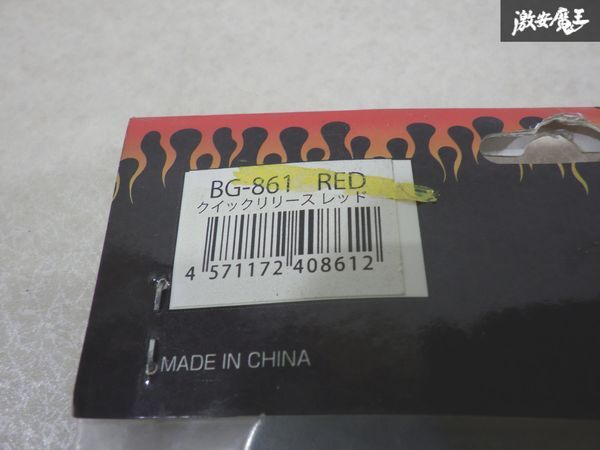 激安魔王
BG-861 RED
クイックリリース レッド
4 571172 408612
MADE IN CHINA